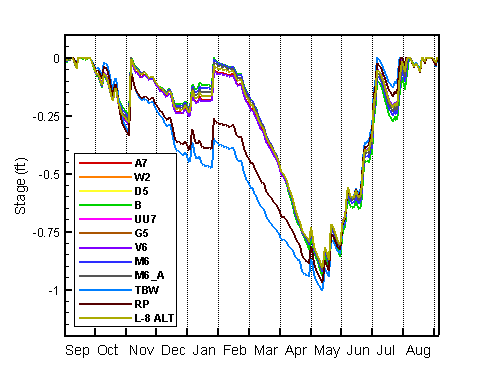 0
-0.25
-0.5
-0.75
-1
Stage (ft)
A7
W2
D5
B
UU7
G5
V6
M6
M6_A
TBW
RP
L-8 ALT
Sep Oct Nov Dec Jan Feb Mar Apr May Jun Jul Aug